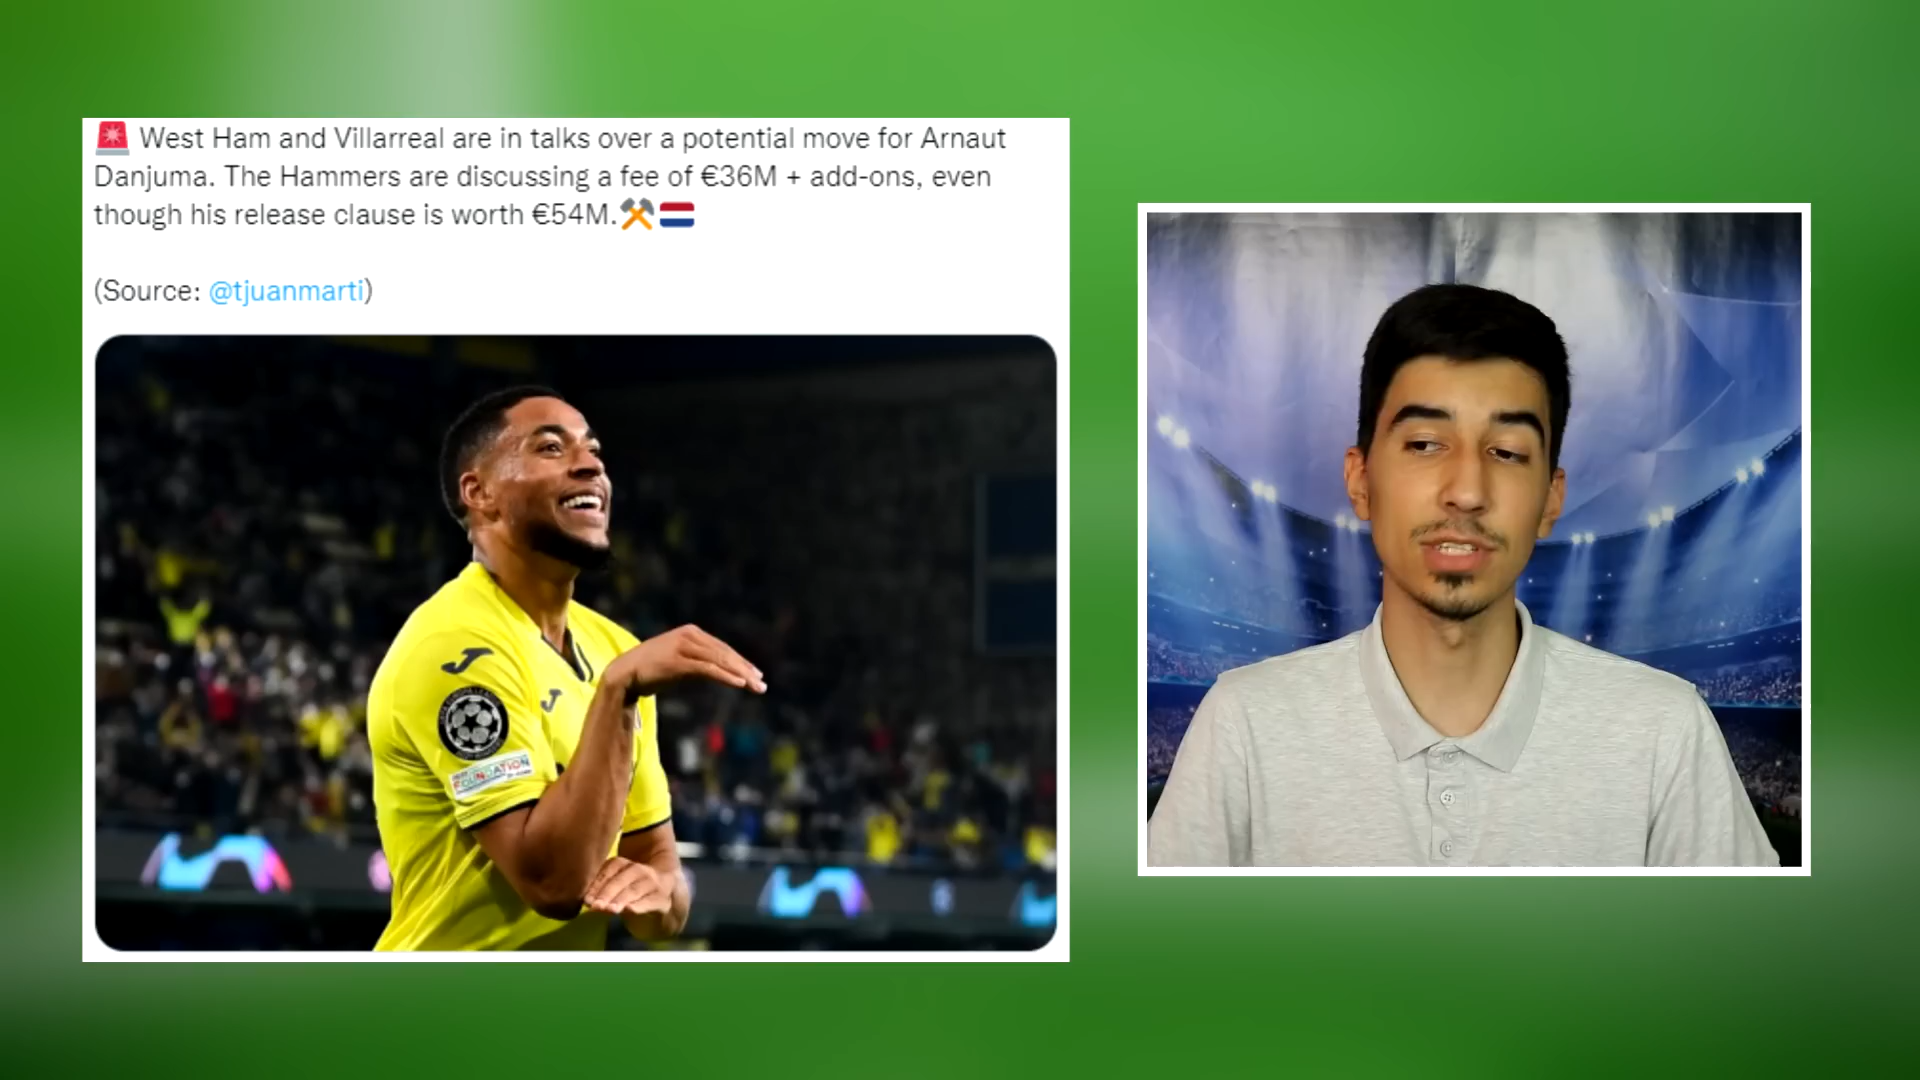 🚨 West Ham and Villarreal are in talks over a potential move for Arnaut
Danjuma. The Hammers are discussing a fee of €36M + add-ons, even
though his release clause is worth €54M.⚒️🇳🇱
(Source: @tjuanmarti)
FOUNDATION